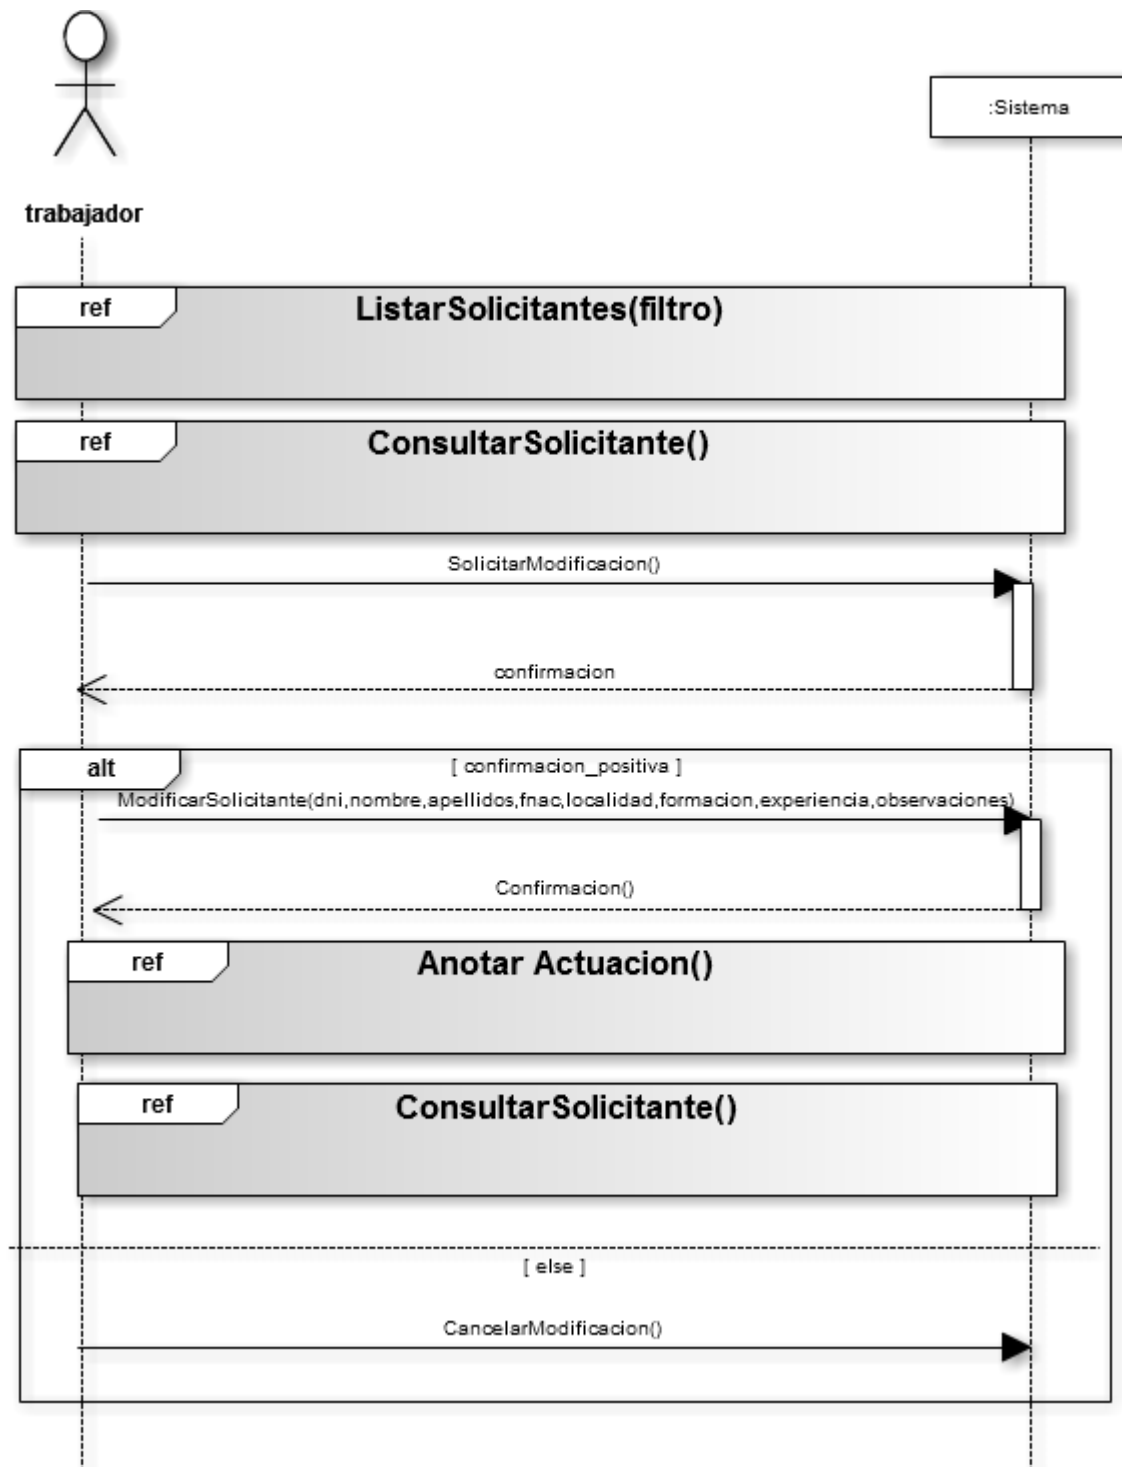 :Sistema
trabajador
ref
ListarSolicitantes(filtro)
ref
ConsultarSolicitante()
SolicitarModificacion()
confirmacion
alt
[ confirmacion_positiva ]
ModificarSolicitante(dni,nombre,apellidos,fnac,localidad,formacion,experiencia,observaciones)
Confirmacion()
ref
Anotar Actuacion()
ref
ConsultarSolicitante()
[ else ]
CancelarModificacion()